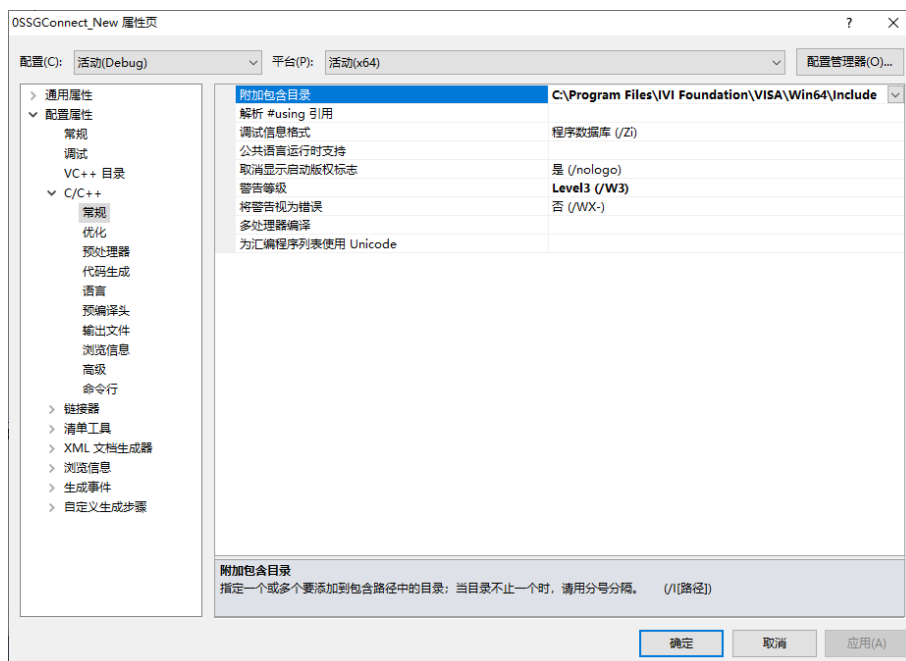 0SSGConnect_New 属性页
?
配置(C):
活动(Debug)
平台(P):
活动(x64)
配置管理器(O)...
通用属性
配置属性
常规
调试
VC++ 目录
C/C++
常规
优化
预处理器
代码生成
语言
预编译头
输出文件
浏览信息
高级
命令行
链接器
清单工具
XML 文档生成器
浏览信息
生成事件
自定义生成步骤
附加包含目录 C:\Program Files\IVI Foundation\VISA\Win64\Include
解析 #using 引用
调试信息格式 程序数据库 (/Zi)
公共语言运行时支持
取消显示启动版权标志 是 (/nologo)
警告等级 Level3 (/W3)
将警告视为错误 否 (/WX-)
多处理器编译
为汇编程序列表使用 Unicode
附加包含目录
指定一个或多个要添加到包含路径中的目录；当目录不止一个时，请用分号分隔。 (/I[路径])
确定
取消
应用(A)